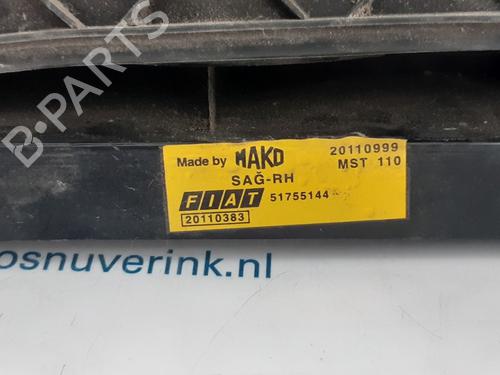 B-PARTS
Made by MAKO 20110999
SAĞ-RH MST 110
FIAT 51755144
20110383
osnuverink.nl